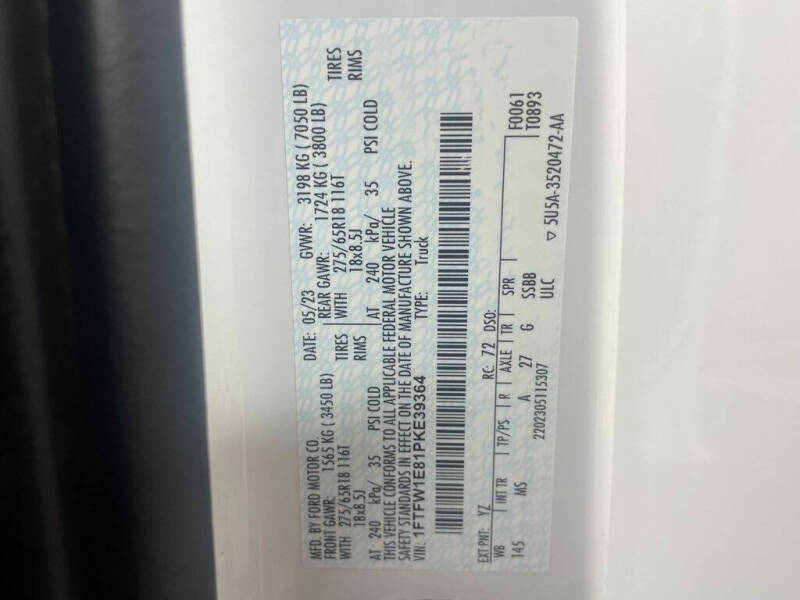 MFD. BY FORD MOTOR CO.
DATE: 05/23 GVWR: 3198 KG ( 7050 LB)
FRONT GAWR: 1565 KG ( 3450 LB) REAR GAWR: 1724 KG ( 3800 LB)
WITH 275/65R18 116T TIRES WITH 275/65R18 116T TIRES
18x8.5J RIMS 18x8.5J RIMS
AT 240 kPa/ 35 PSI COLD AT 240 kPa/ 35 PSI COLD
THIS VEHICLE CONFORMS TO ALL APPLICABLE FEDERAL MOTOR VEHICLE
SAFETY STANDARDS IN EFFECT ON THE DATE OF MANUFACTURE SHOWN ABOVE.
VIN: 1FTFW1E81PKE39364 TYPE: Truck
F0061
EXT PNT: YZ RC: 72 DSO: T0893
WB INT TR TP/PS R AXLE TR SPR
145 MS A 27 G SSBB
2202305115307 ULC
▽ 5U5A-3520472-AA